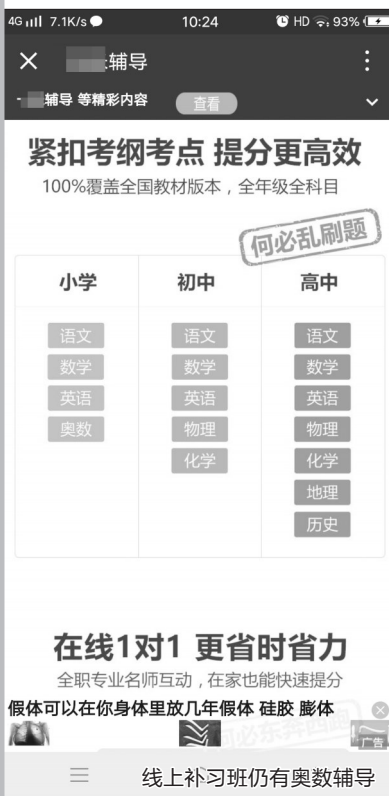 4G 7.1K/s 10:24 HD 93%
辅导
辅导 等精彩内容 查看
紧扣考纲考点 提分更高效
100%覆盖全国教材版本，全年级全科目
何必乱刷题
小学 初中 高中
语文 语文 语文
数学 数学 数学
英语 英语 英语
奥数 物理 物理
化学 化学
地理
历史
在线1对1 更省时省力
全职专业名师互动，在家也能快速提分
假体可以在你身体里放几年假体 硅胶 膨体
何必东奔西跑
广告
线上补习班仍有奥数辅导